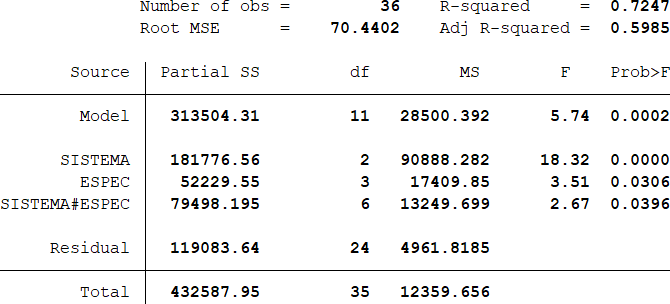 Number of obs = 36 R-squared = 0.7247
Root MSE = 70.4402 Adj R-squared = 0.5985
Source Partial SS df MS F Prob>F
Model 313504.31 11 28500.392 5.74 0.0002
SISTEMA 181776.56 2 90888.282 18.32 0.0000
ESPEC 52229.55 3 17409.85 3.51 0.0306
SISTEMA#ESPEC 79498.195 6 13249.699 2.67 0.0396
Residual 119083.64 24 4961.8185
Total 432587.95 35 12359.656